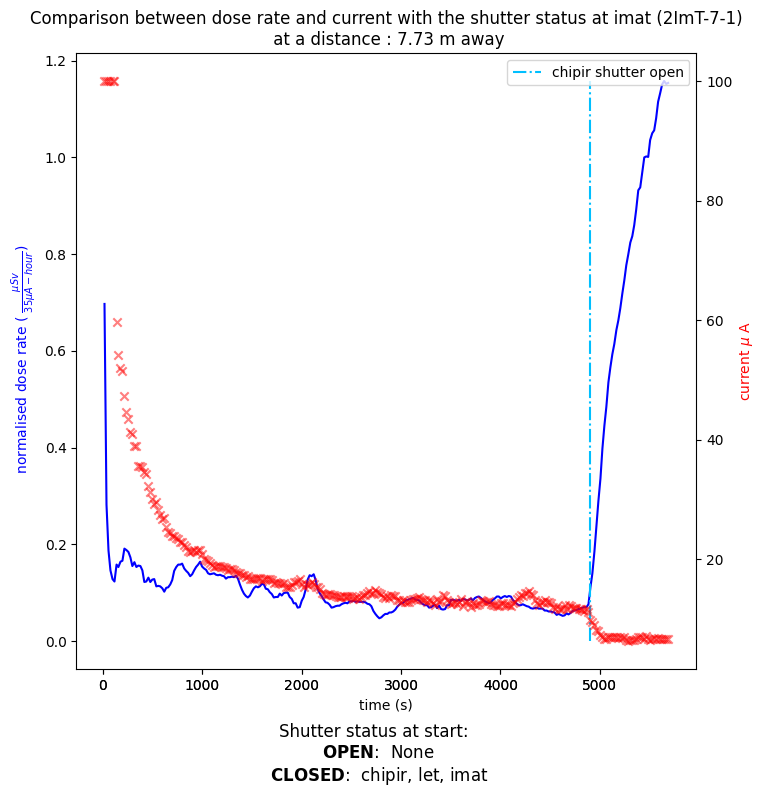 Comparison between dose rate and current with the shutter status at imat (2ImT-7-1)
at a distance : 7.73 m away
chipir shutter open
1.2
1.0
0.8
0.6
0.4
0.2
0.0
normalised dose rate ( μSv / 35μA − hour )
100
80
60
40
20
current μ A
0 1000 2000 3000 4000 5000
time (s)
Shutter status at start:
OPEN: None
CLOSED: chipir, let, imat